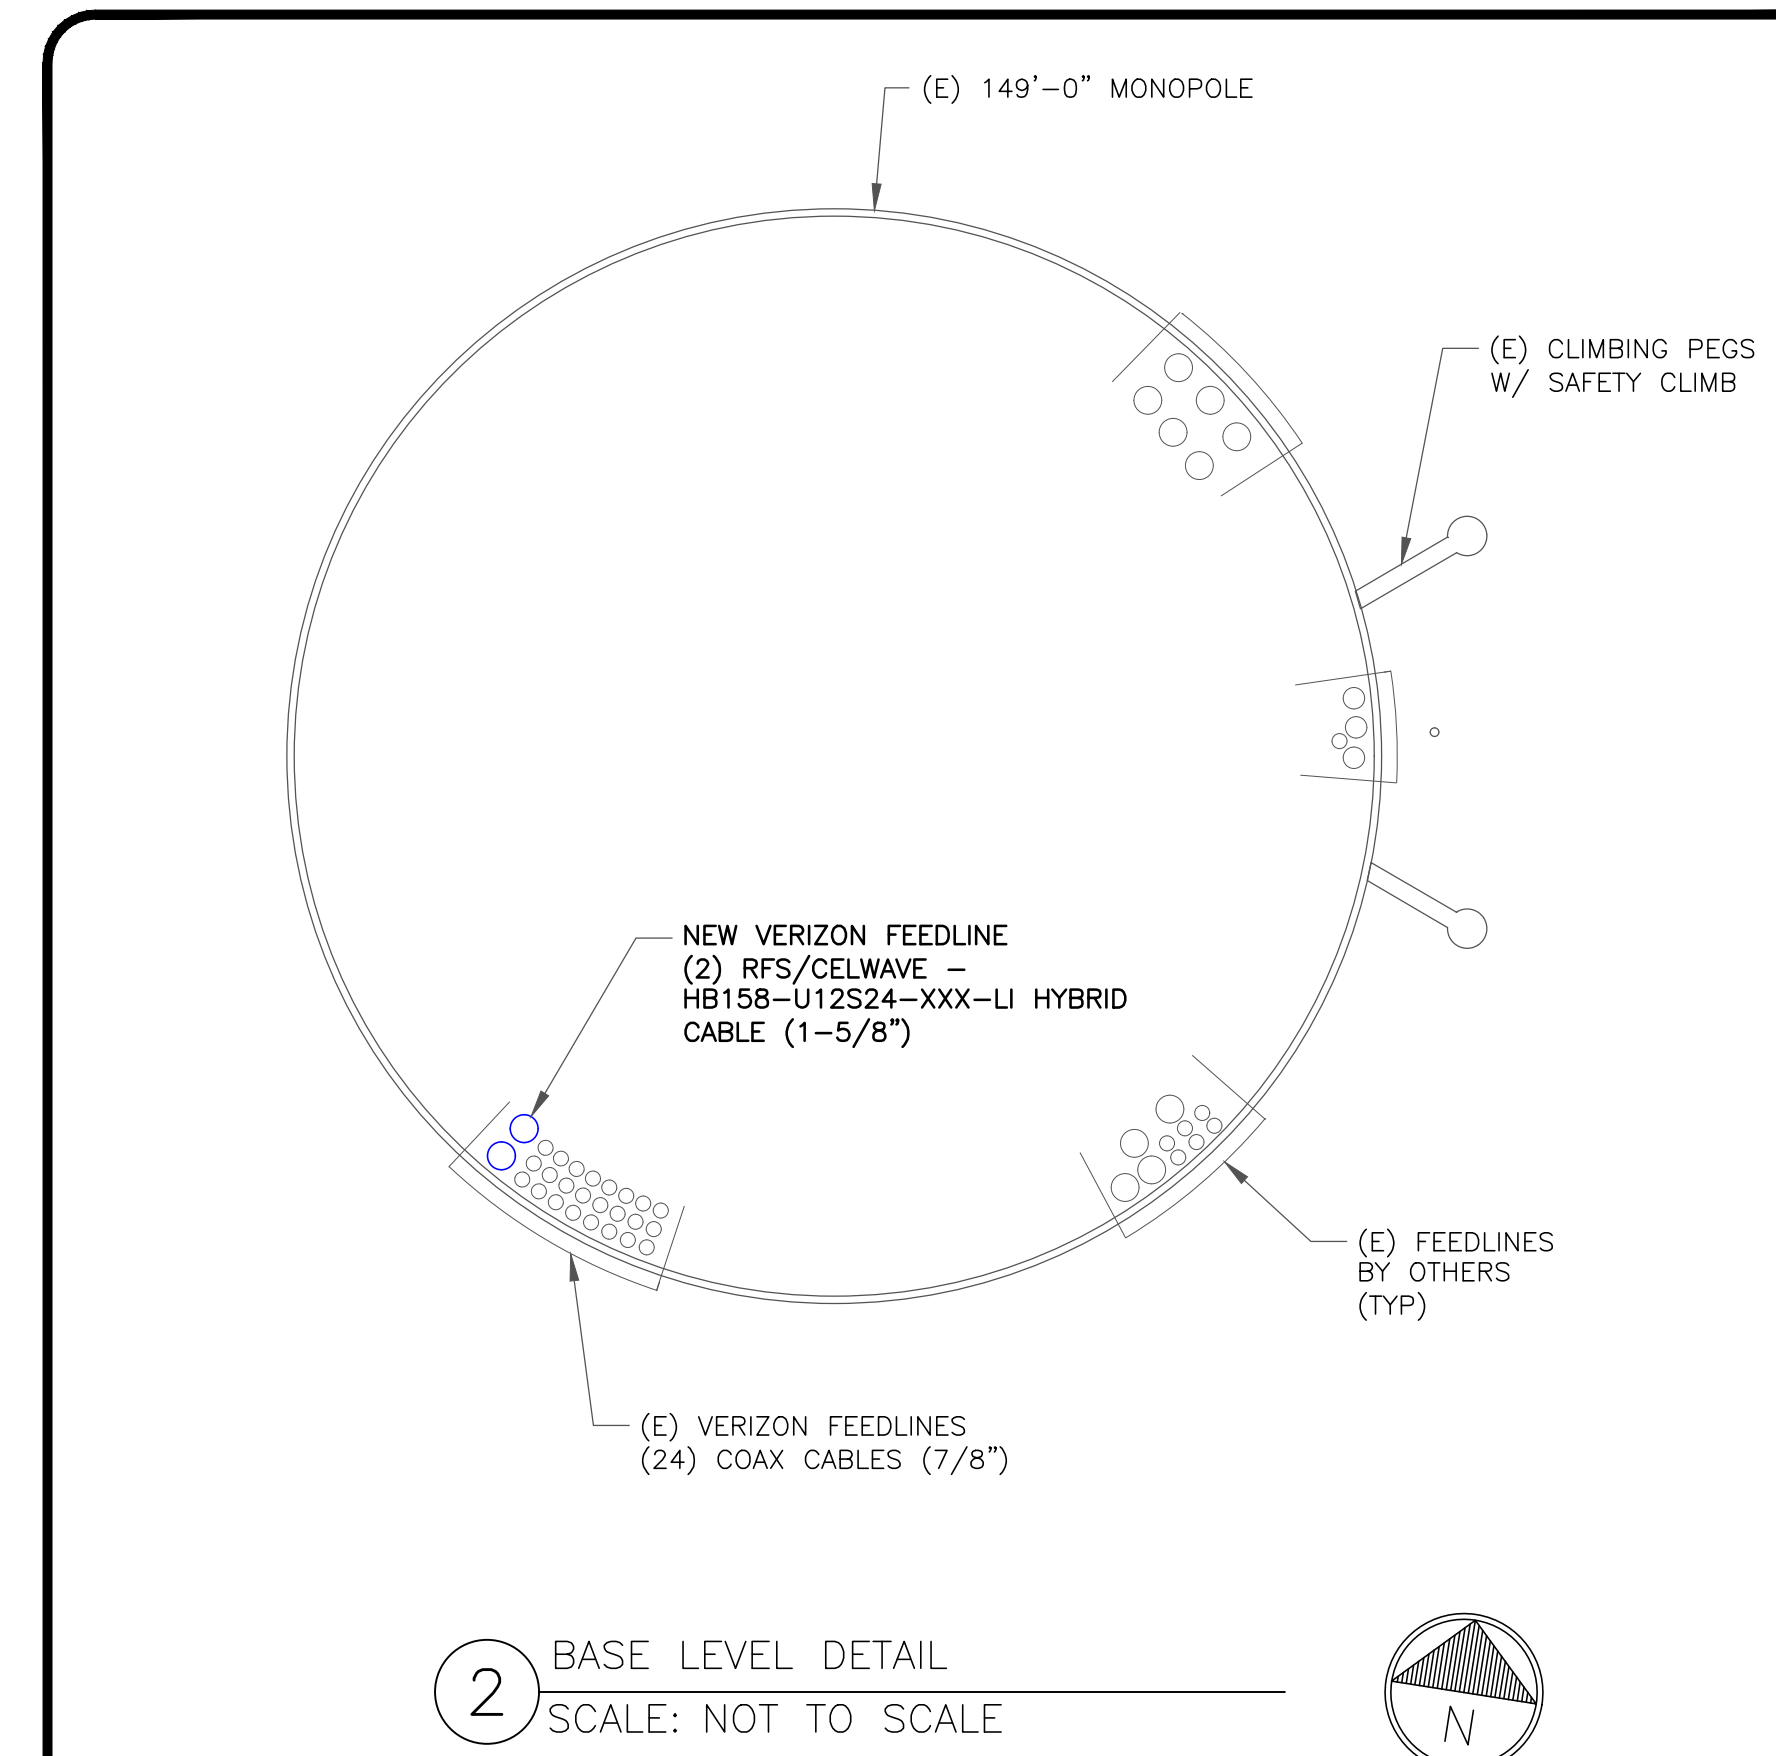 (E) 149'-0" MONOPOLE
(E) CLIMBING PEGS
W/ SAFETY CLIMB
NEW VERIZON FEEDLINE
(2) RFS/CELWAVE -
HB158-U12S24-XXX-LI HYBRID
CABLE (1-5/8")
(E) FEEDLINES
BY OTHERS
(TYP)
(E) VERIZON FEEDLINES
(24) COAX CABLES (7/8")
2
BASE LEVEL DETAIL
SCALE: NOT TO SCALE
N